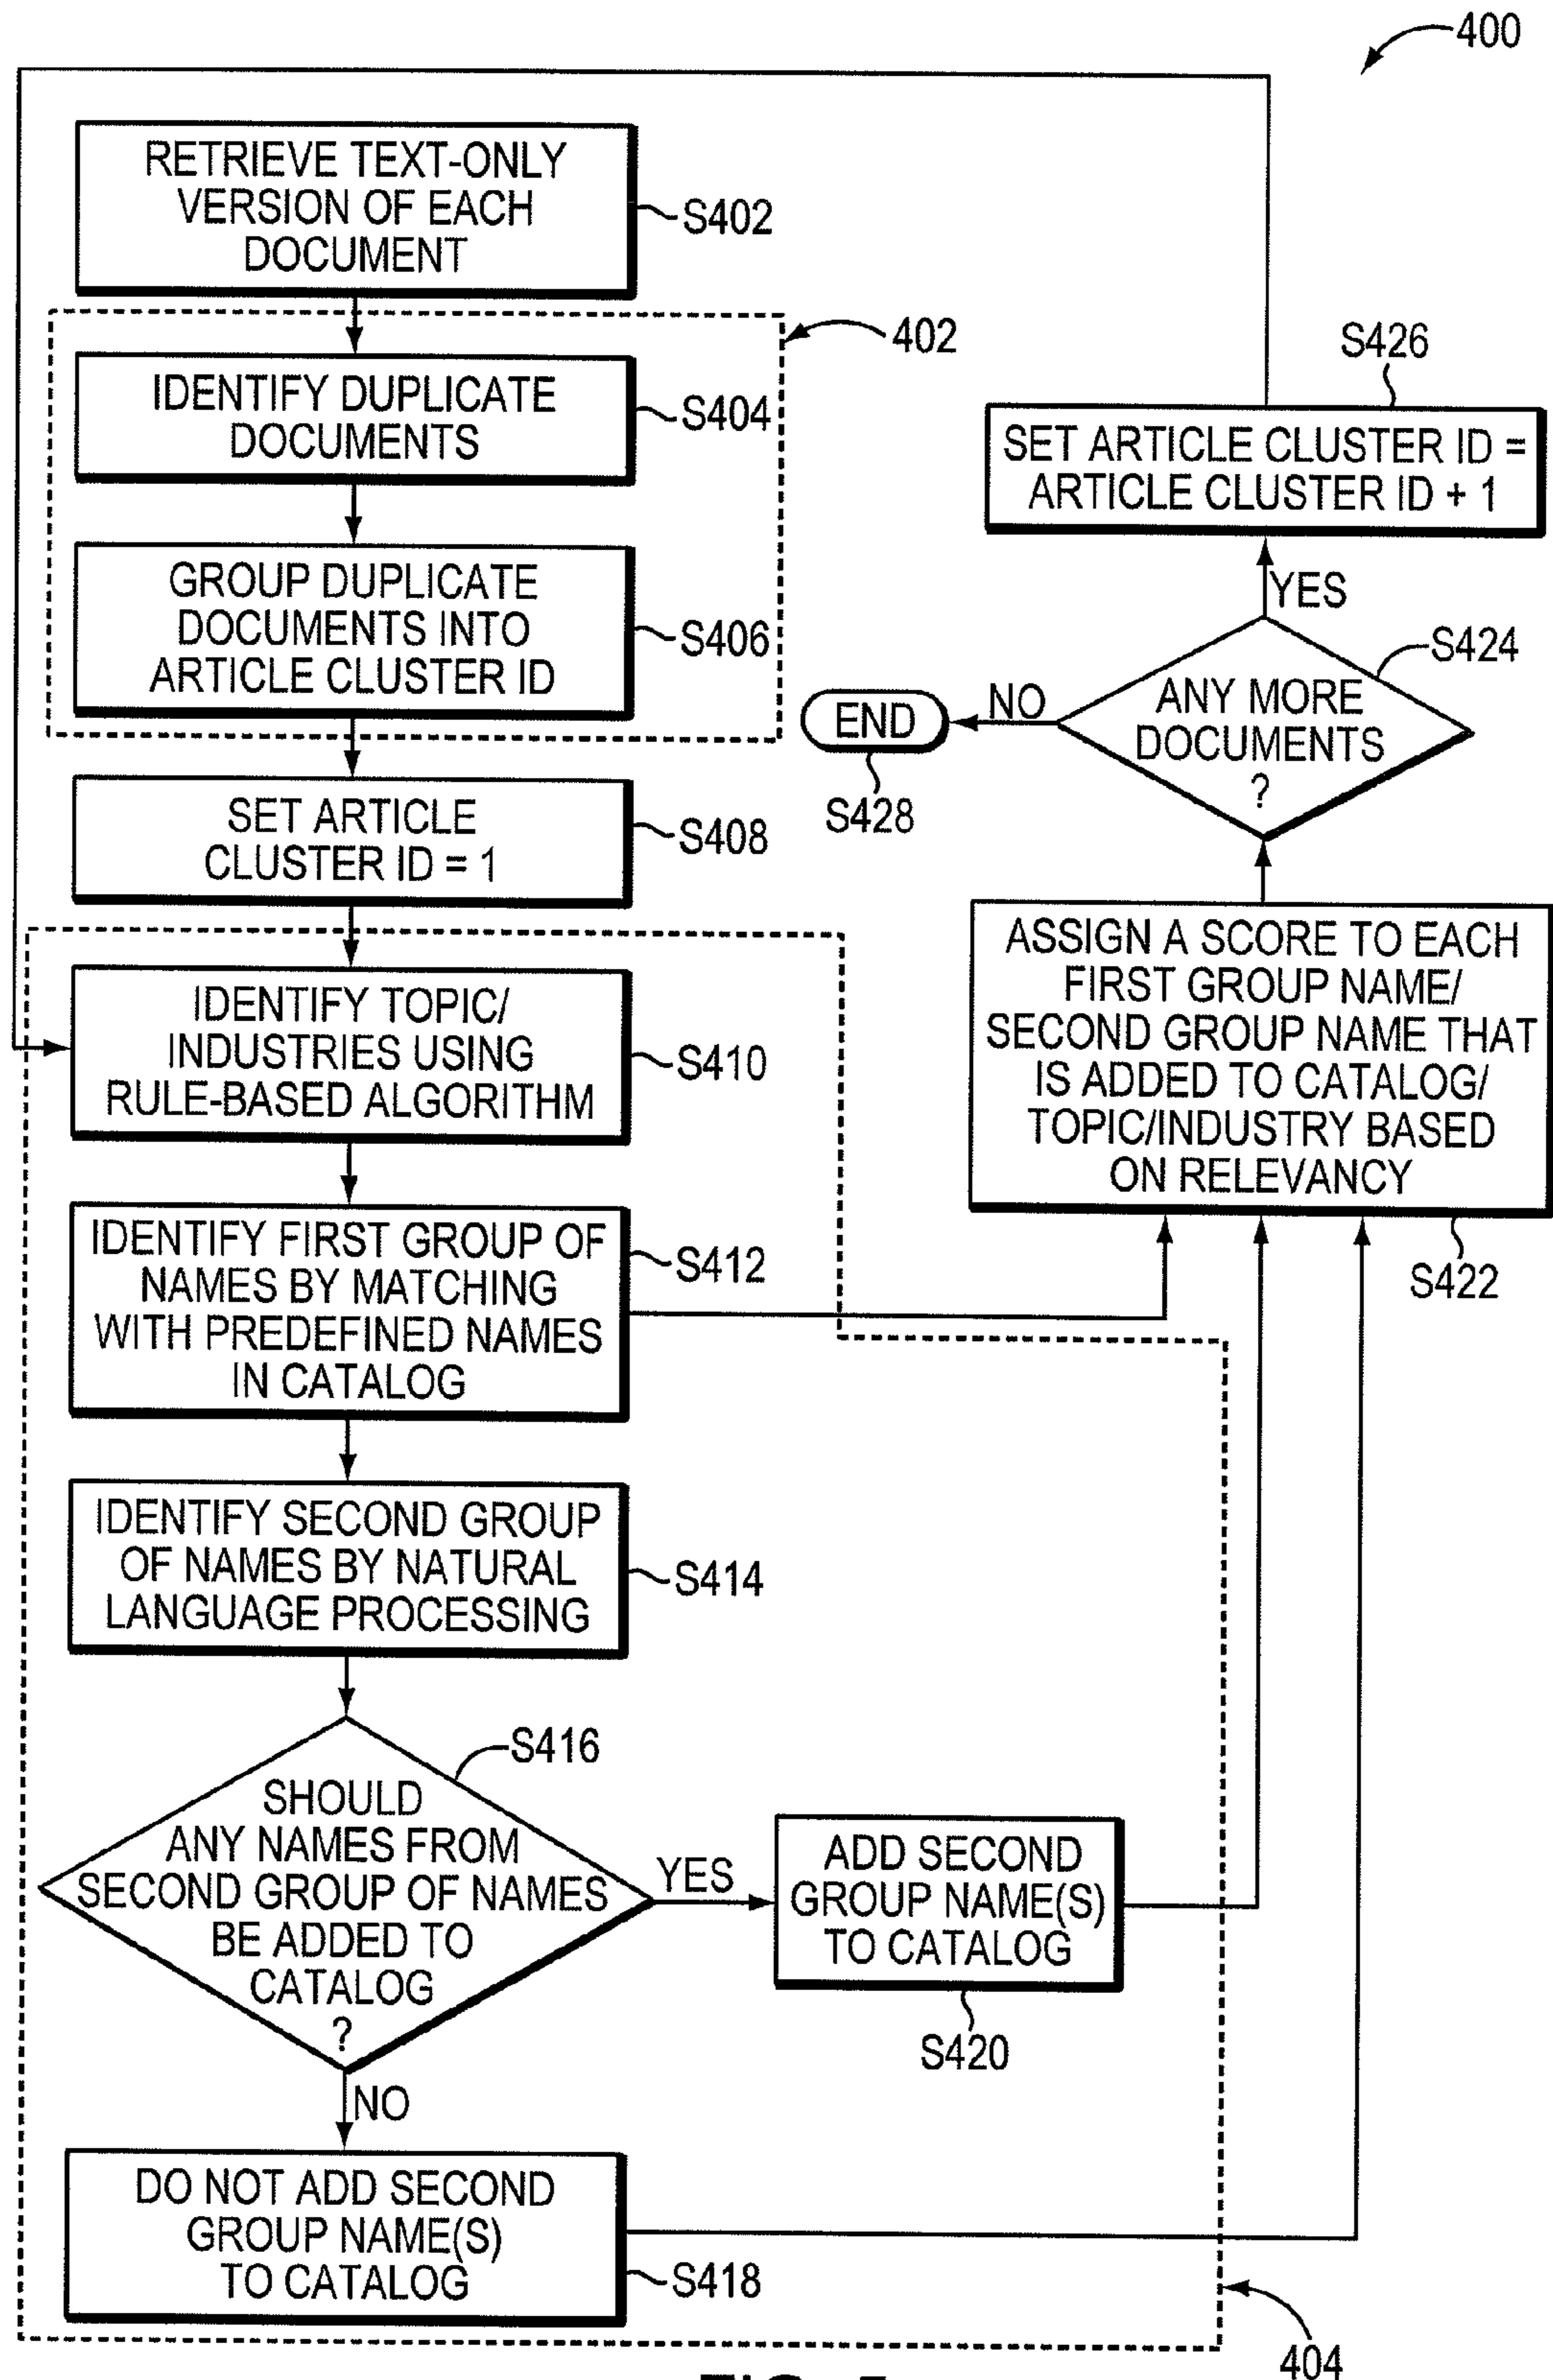 400
RETRIEVE TEXT-ONLY
VERSION OF EACH
DOCUMENT
S402
402
IDENTIFY DUPLICATE
DOCUMENTS
S404
GROUP DUPLICATE
DOCUMENTS INTO
ARTICLE CLUSTER ID
S406
SET ARTICLE
CLUSTER ID = 1
S408
IDENTIFY TOPIC/
INDUSTRIES USING
RULE-BASED ALGORITHM
S410
IDENTIFY FIRST GROUP OF
NAMES BY MATCHING
WITH PREDEFINED NAMES
IN CATALOG
S412
IDENTIFY SECOND GROUP
OF NAMES BY NATURAL
LANGUAGE PROCESSING
S414
S416
SHOULD
ANY NAMES FROM
SECOND GROUP OF NAMES
BE ADDED TO
CATALOG
?
YES
ADD SECOND
GROUP NAME(S)
TO CATALOG
S420
NO
DO NOT ADD SECOND
GROUP NAME(S)
TO CATALOG
S418
404
S426
SET ARTICLE CLUSTER ID =
ARTICLE CLUSTER ID + 1
YES
S424
ANY MORE
DOCUMENTS
?
NO
END
S428
ASSIGN A SCORE TO EACH
FIRST GROUP NAME/
SECOND GROUP NAME THAT
IS ADDED TO CATALOG/
TOPIC/INDUSTRY BASED
ON RELEVANCY
S422